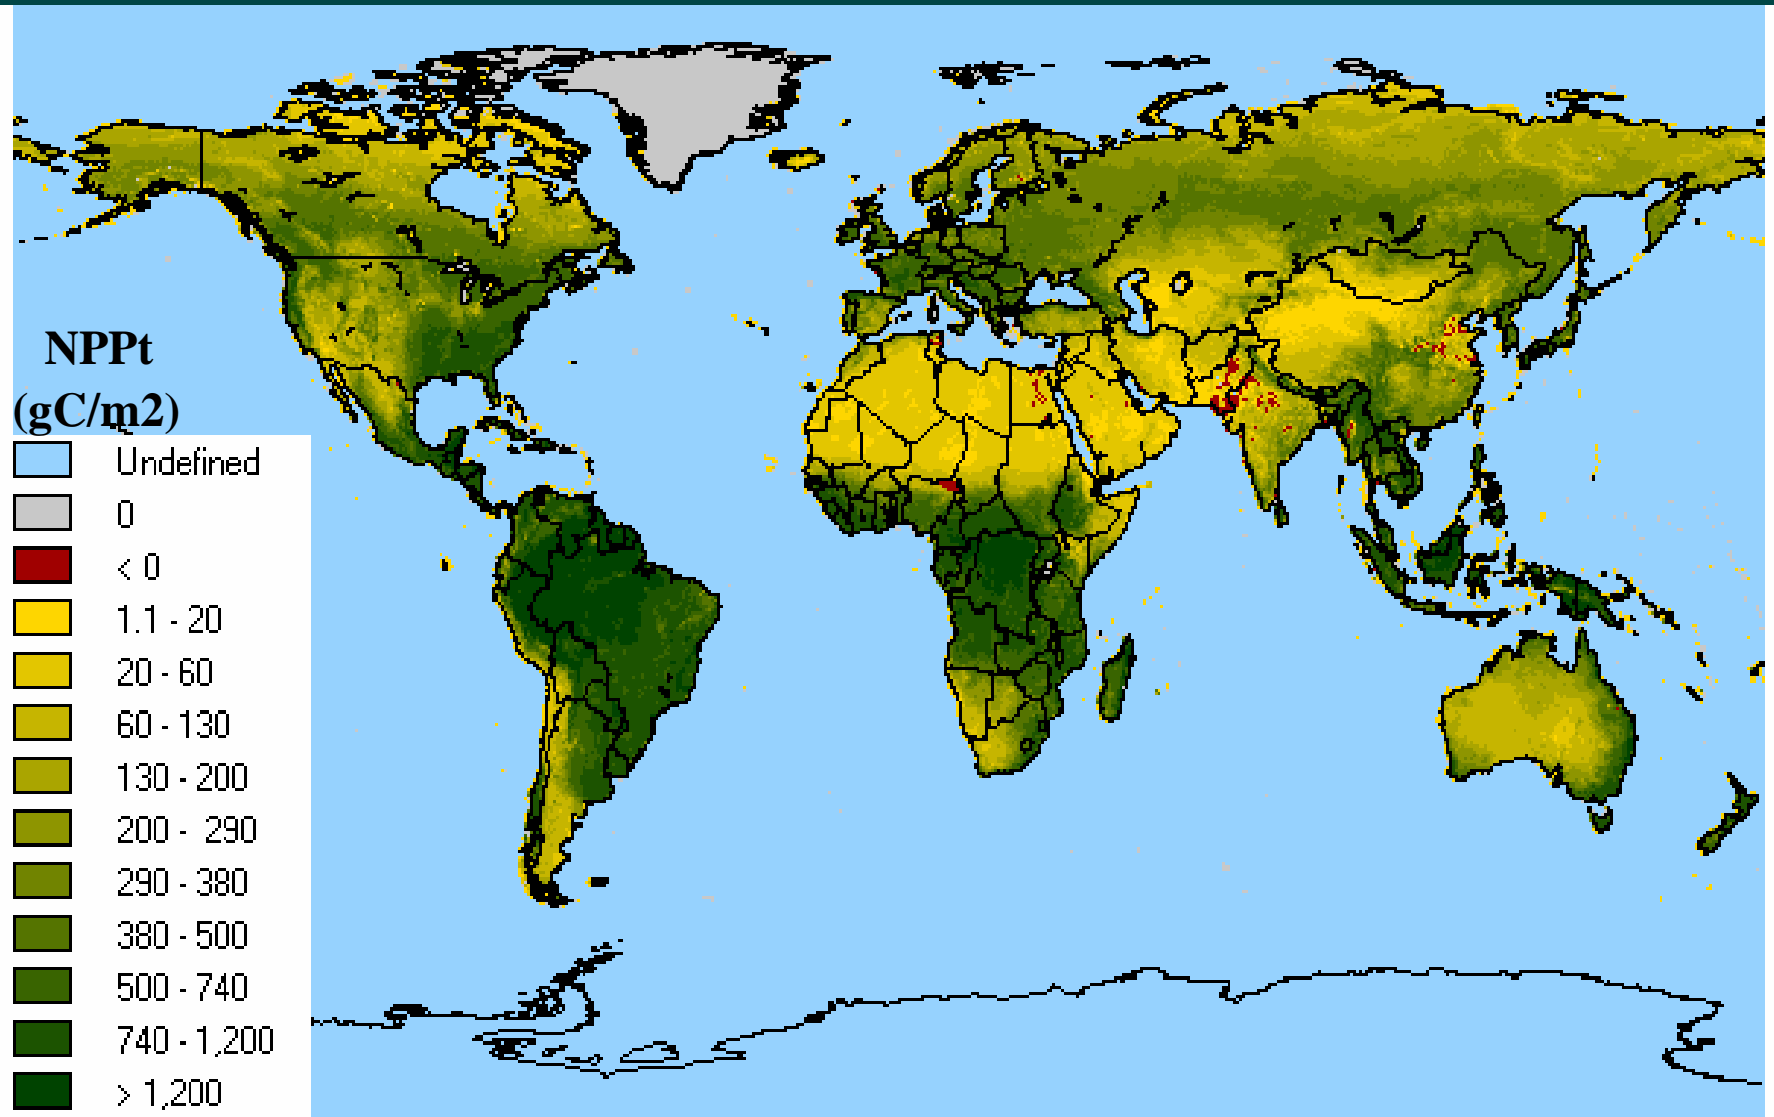 NPPt
(gC/m2)
Undefined
0
< 0
1.1 - 20
20 - 60
60 - 130
130 - 200
200 - 290
290 - 380
380 - 500
500 - 740
740 - 1,200
> 1,200